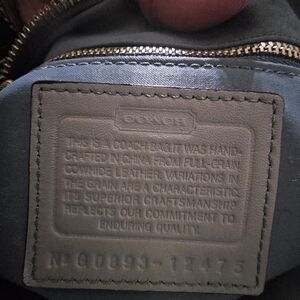 COACH
THIS IS A COACH BAG.IT WAS HAND-
CRAFTED IN CHINA FROM FULL-GRAIN
COWHIDE LEATHER. VARIATIONS IN
THE GRAIN ARE A CHARACTERISTIC.
ITS SUPERIOR CRAFTSMANSHIP
REFLECTS OUR COMMITMENT TO
ENDURING QUALITY.
Nº G0893-12475